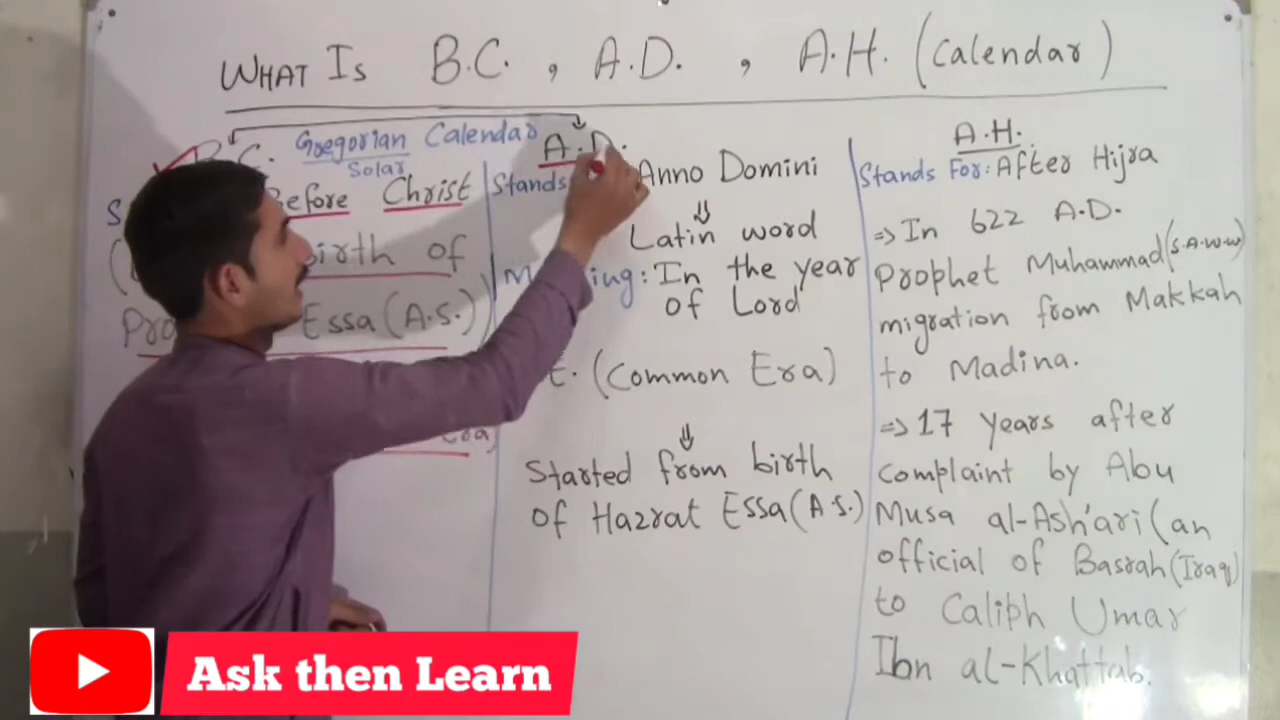 WHAT IS B.C. , A.D. , A.H. (Calendar)
B.C. Gregorian Calendar
Solar
Before Christ
birth of
Essa (A.S.)
Era)
A.D.
Stands Anno Domini
Latin word
In the year
of Lord
(Common Era)
Started from birth
of Hazrat Essa (A.S.)
A.H.
Stands For: After Hijra
⇒ In 622 A.D.
Prophet Muhammad (S.A.W.W)
migration from Makkah
to Madina.
⇒ 17 years after
Complaint by Abu
Musa al-Ash'ari (an
official of Basrah (Iraq)
to Caliph Umar
Ibn al-Khattab.
Ask then Learn